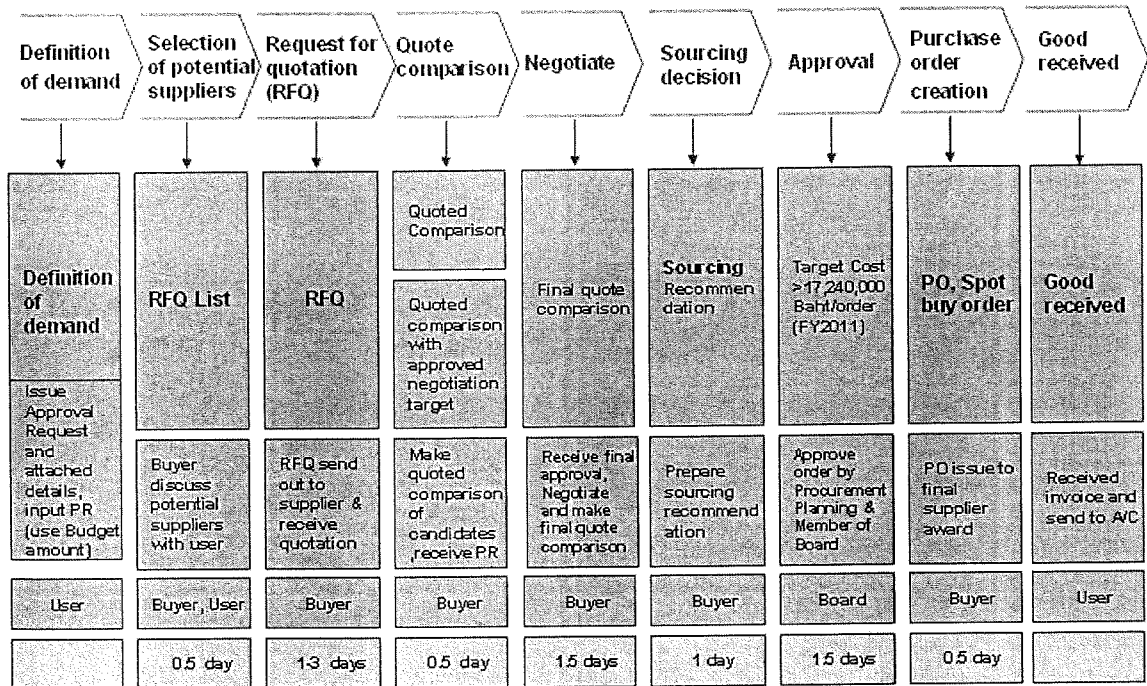 Definition
of demand
Selection
of potential
suppliers
Request for
quotation
(RFQ)
Quote
comparison
Negotiate
Sourcing
decision
Approval
Purchase
order
creation
Good
received
Definition
of
demand
Issue
Approval
Request
and
attached
details,
input PR
(use Budget
amount)
User
RFQ List
Buyer
discuss
potential
suppliers
with user
Buyer, User
0.5 day
RFQ
RFQ send
out to
supplier &
receive
quotation
Buyer
1-3 days
Quoted
Comparison
Quoted
comparison
with
approved
negotiation
target
Make
quoted
comparison
of
candidates
,receive PR
Buyer
0.5 day
Final quote
comparison
Receive final
approval,
Negotiate
and make
final quote
comparison
Buyer
1.5 days
Sourcing
Recommen
dation
Prepare
sourcing
recommend
ation
Buyer
1 day
Target Cost
>17,240,000
Baht/order
(FY2011)
Approve
order by
Procurement
Planning &
Member of
Board
Board
1.5 days
PO, Spot
buy order
PO issue to
final
supplier
award
Buyer
0.5 day
Good
received
Received
invoice and
send to A/C
User